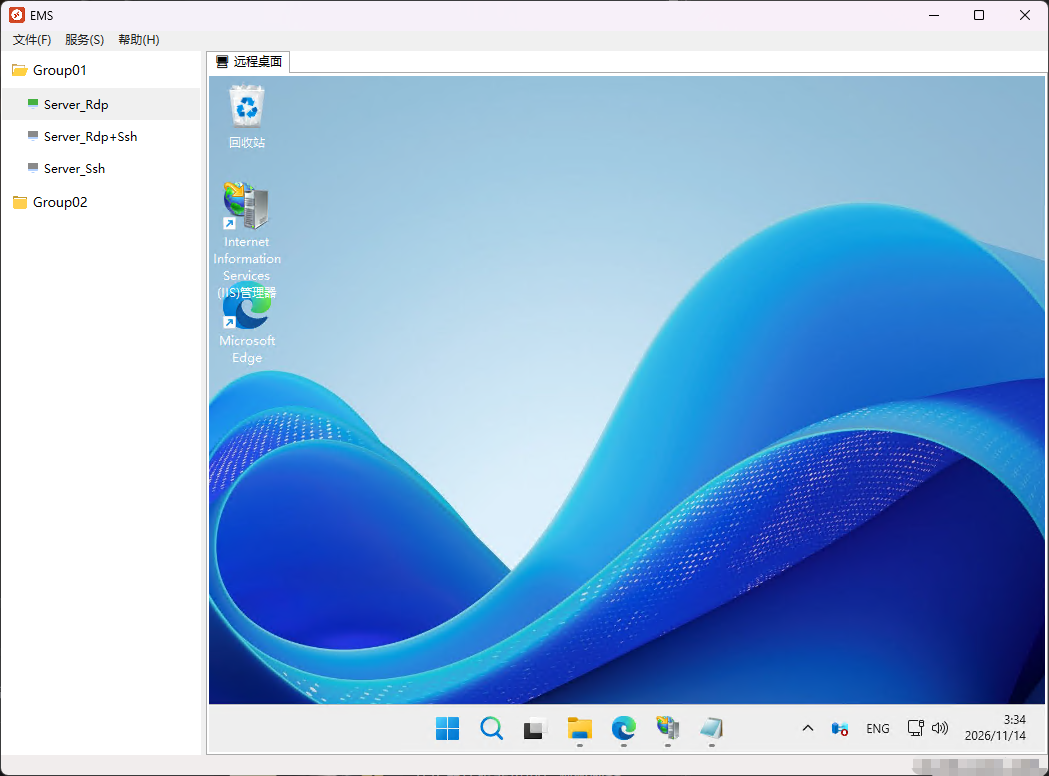 EMS
文件(F) 服务(S) 帮助(H)
Group01
Server_Rdp
Server_Rdp+Ssh
Server_Ssh
Group02
远程桌面
回收站
Internet
Information
Services
(IIS)管理器
Microsoft
Edge
ENG
3:34
2026/11/14